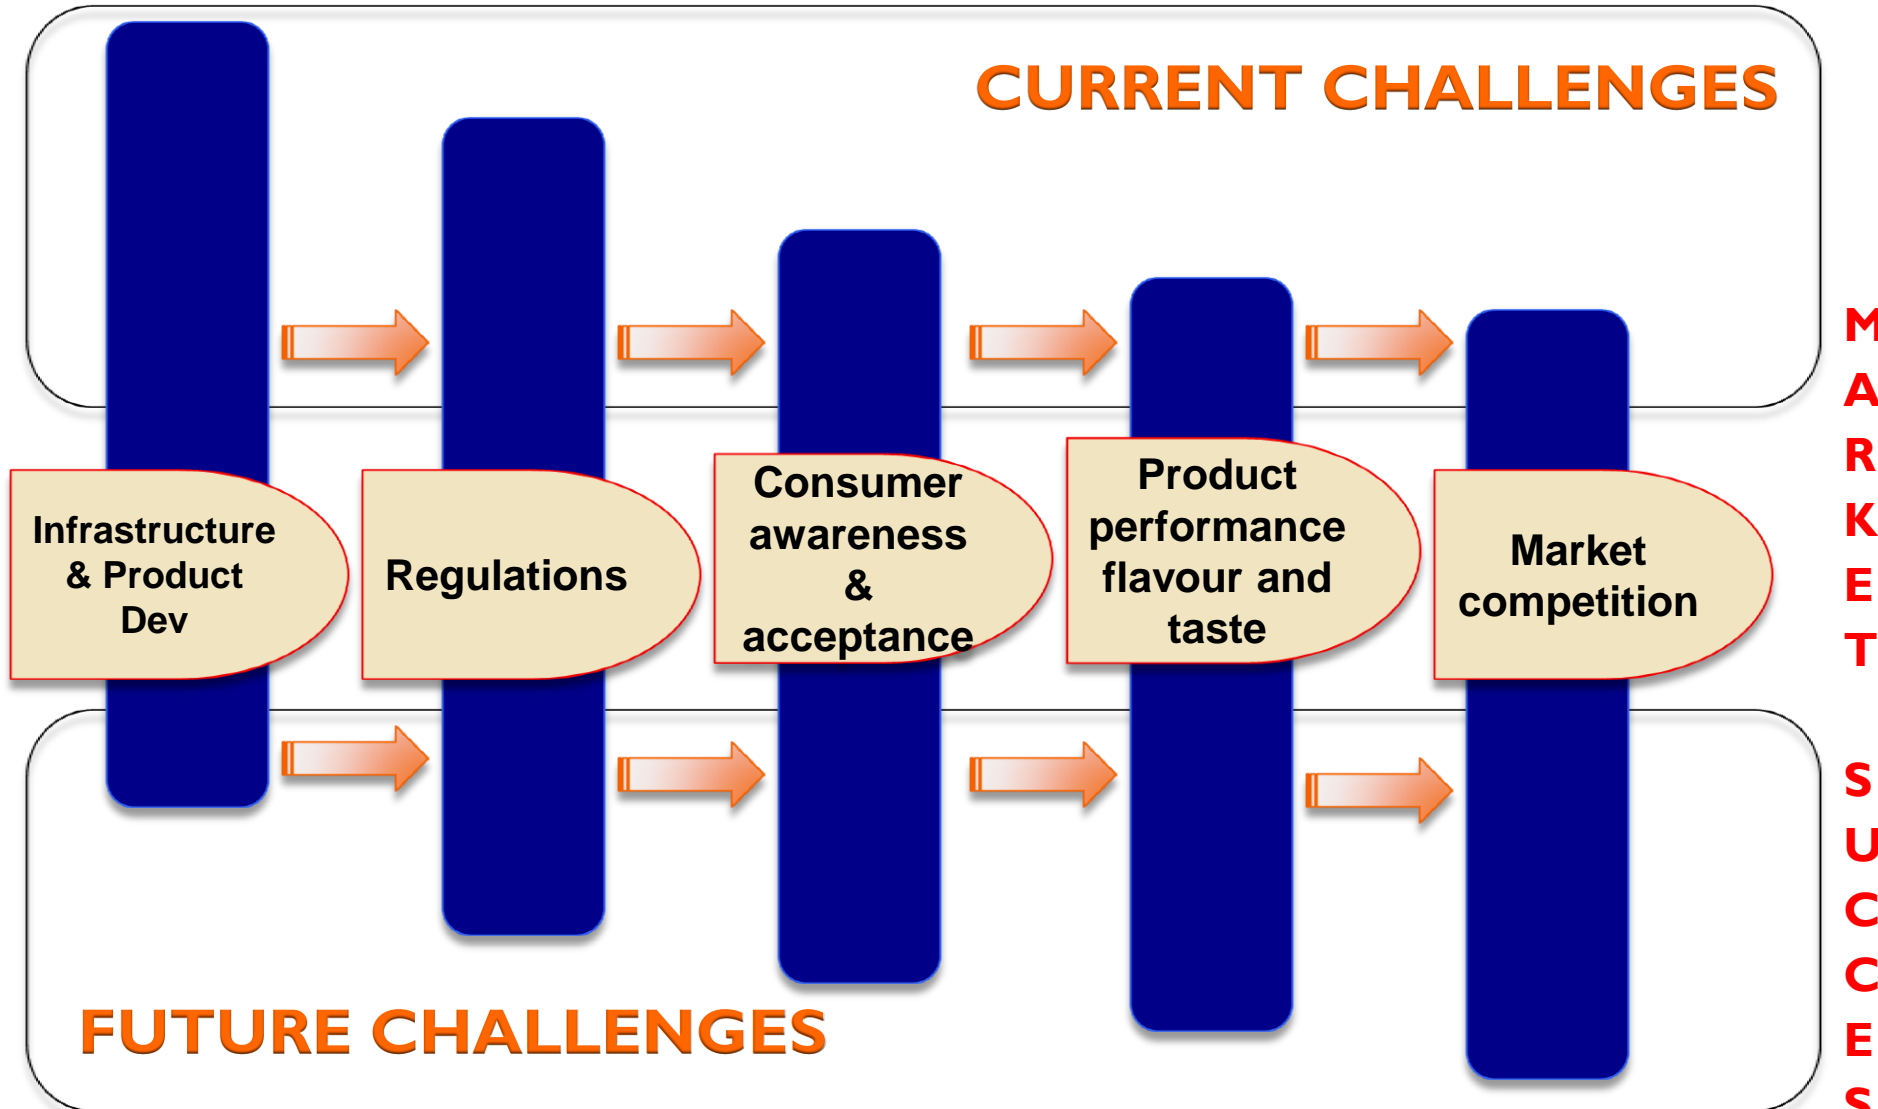 CURRENT CHALLENGES
Infrastructure
& Product
Dev
Regulations
Consumer
awareness
&
acceptance
Product
performance
flavour and
taste
Market
competition
FUTURE CHALLENGES
M
A
R
K
E
T
S
U
C
C
E
S